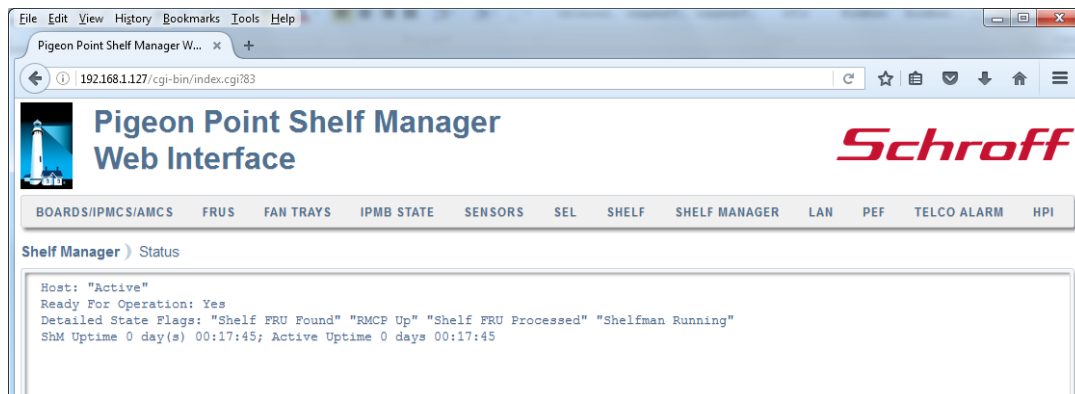 File Edit View History Bookmarks Tools Help
Pigeon Point Shelf Manager W...
192.168.1.127/cgi-bin/index.cgi?83
Pigeon Point Shelf Manager
Web Interface
Schroff
BOARDS/IPMCS/AMCS FRUS FAN TRAYS IPMB STATE SENSORS SEL SHELF SHELF MANAGER LAN PEF TELCO ALARM HPI
Shelf Manager ) Status
Host: "Active"
Ready For Operation: Yes
Detailed State Flags: "Shelf FRU Found" "RMCP Up" "Shelf FRU Processed" "Shelfman Running"
ShM Uptime 0 day(s) 00:17:45; Active Uptime 0 days 00:17:45